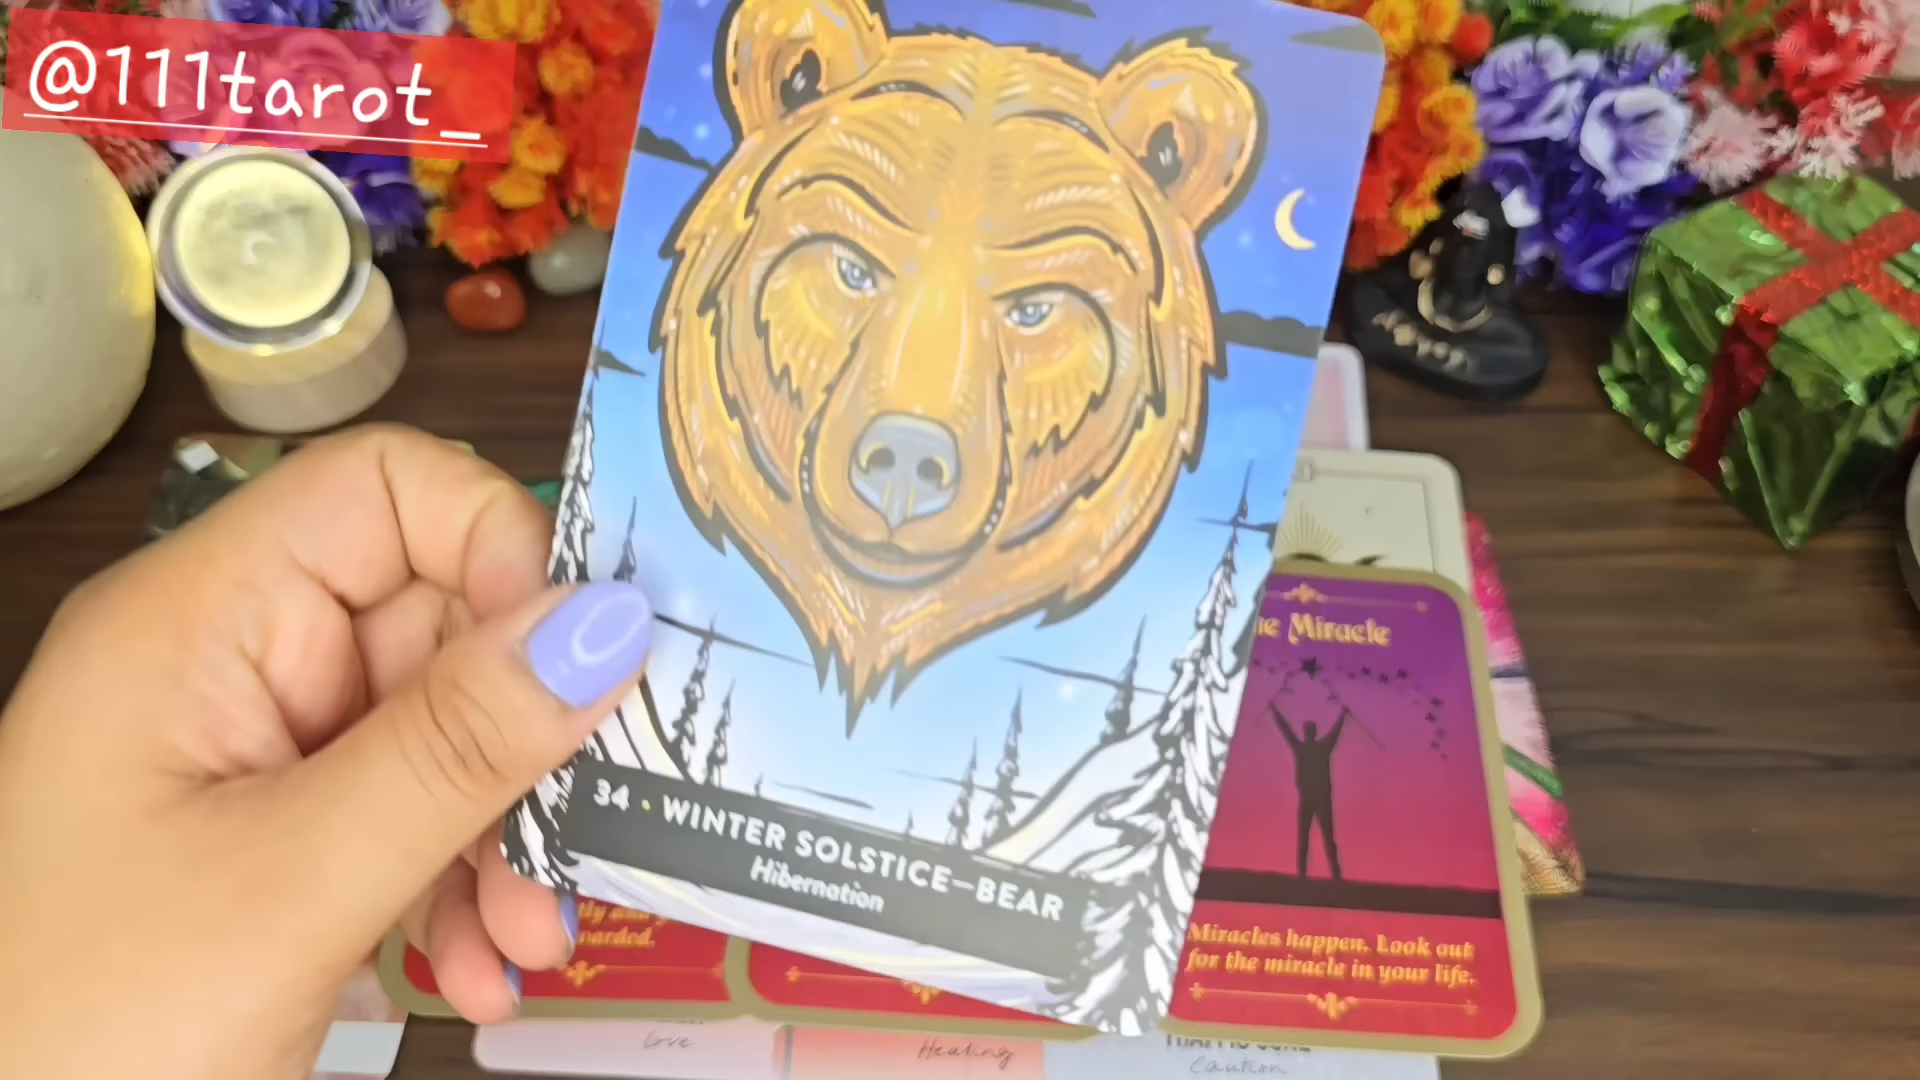 @111tarot_
34 • WINTER SOLSTICE–BEAR
Hibernation
Miracle
Miracles happen. Look out
for the miracle in your life.
Love
Healing
Caution